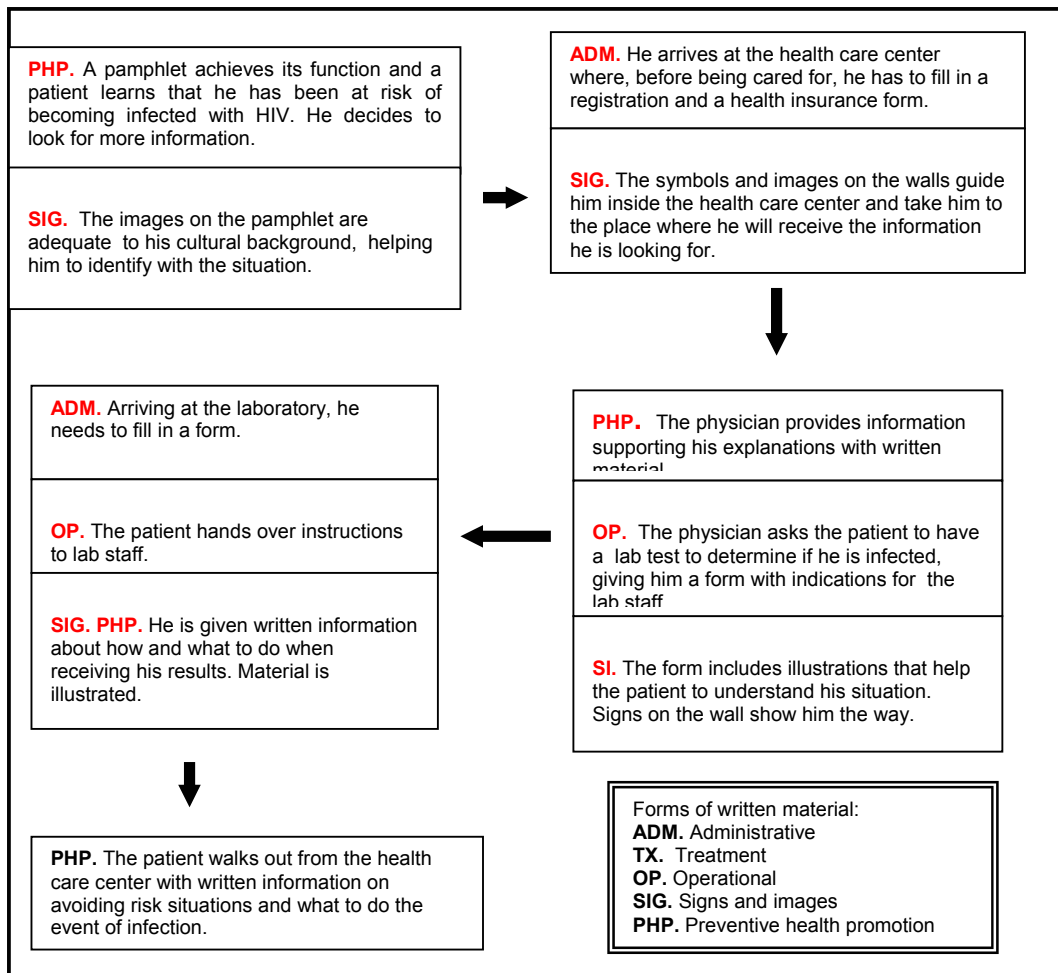 PHP. A pamphlet achieves its function and a
patient learns that he has been at risk of
becoming infected with HIV. He decides to
look for more information.
SIG. The images on the pamphlet are
adequate to his cultural background, helping
him to identify with the situation.
ADM. He arrives at the health care center
where, before being cared for, he has to fill in a
registration and a health insurance form.
SIG. The symbols and images on the walls guide
him inside the health care center and take him to
the place where he will receive the information
he is looking for.
PHP. The physician provides information
supporting his explanations with written
material
OP. The physician asks the patient to have
a lab test to determine if he is infected,
giving him a form with indications for the
lab staff
SI. The form includes illustrations that help
the patient to understand his situation.
Signs on the wall show him the way.
ADM. Arriving at the laboratory, he
needs to fill in a form.
OP. The patient hands over instructions
to lab staff.
SIG. PHP. He is given written information
about how and what to do when
receiving his results. Material is
illustrated.
PHP. The patient walks out from the health
care center with written information on
avoiding risk situations and what to do the
event of infection.
Forms of written material:
ADM. Administrative
TX. Treatment
OP. Operational
SIG. Signs and images
PHP. Preventive health promotion